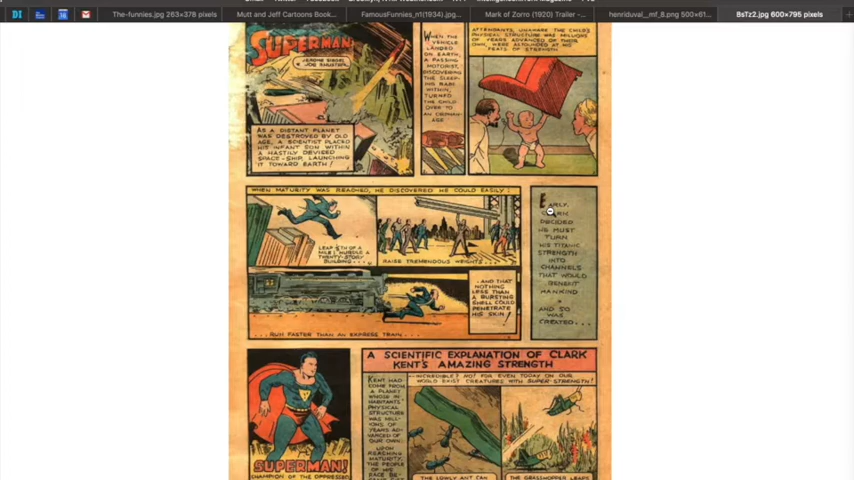 The-funnies.jpg 263×378 pixels
Mutt and Jeff Cartoons Book...
FamousFunnies_n1(1934).jpg...
Mark of Zorro (1920) Trailer -...
henriduval__mf_8.png 500×61...
BsTz2.jpg 600×795 pixels
SUPERMAN!
JEROME SIEGEL
& JOE SHUSTER
AS A DISTANT PLANET
WAS DESTROYED BY OLD
AGE, A SCIENTIST PLACED
HIS INFANT SON WITHIN
A HASTILY DEVISED
SPACE-SHIP, LAUNCHING
IT TOWARD EARTH!
WHEN THE
VEHICLE
LANDED
ON EARTH,
A PASSING
MOTORIST,
DISCOVERING
THE SLEEP-
ING BABE
WITHIN,
TURNED
THE CHILD
OVER TO
AN ORPHAN-
AGE
ATTENDANTS, UNAWARE THE CHILD'S
PHYSICAL STRUCTURE WAS MILLIONS
OF YEARS ADVANCED OF THEIR
OWN, WERE ASTOUNDED AT HIS
FEATS OF STRENGTH
WHEN MATURITY WAS REACHED, HE DISCOVERED HE COULD EASILY:
LEAP 1/8TH OF A
MILE; HURDLE A
TWENTY-STORY
BUILDING...
RAISE TREMENDOUS WEIGHTS...
...RUN FASTER THAN AN EXPRESS TRAIN...
...AND THAT
NOTHING
LESS THAN
A BURSTING
SHELL COULD
PENETRATE
HIS SKIN!
EARLY,
CLARK
DECIDED
HE MUST
TURN
HIS TITANIC
STRENGTH
INTO
CHANNELS
THAT WOULD
BENEFIT
MANKIND
AND SO
WAS
CREATED...
SUPERMAN!
CHAMPION OF THE OPPRESSED
A SCIENTIFIC EXPLANATION OF CLARK
KENT'S AMAZING STRENGTH
KENT HAD
COME FROM
A PLANET
WHOSE IN-
HABITANTS'
PHYSICAL
STRUCTURE
WAS MILL-
IONS OF
YEARS AD-
VANCED OF
OUR OWN.
UPON
REACHING
MATURITY,
THE PEOPLE
OF HIS
RACE BE-
INCREDIBLE? NO! FOR EVEN TODAY ON OUR
WORLD EXIST CREATURES WITH SUPER-STRENGTH!
THE LOWLY ANT CAN
THE GRASSHOPPER LEAPS